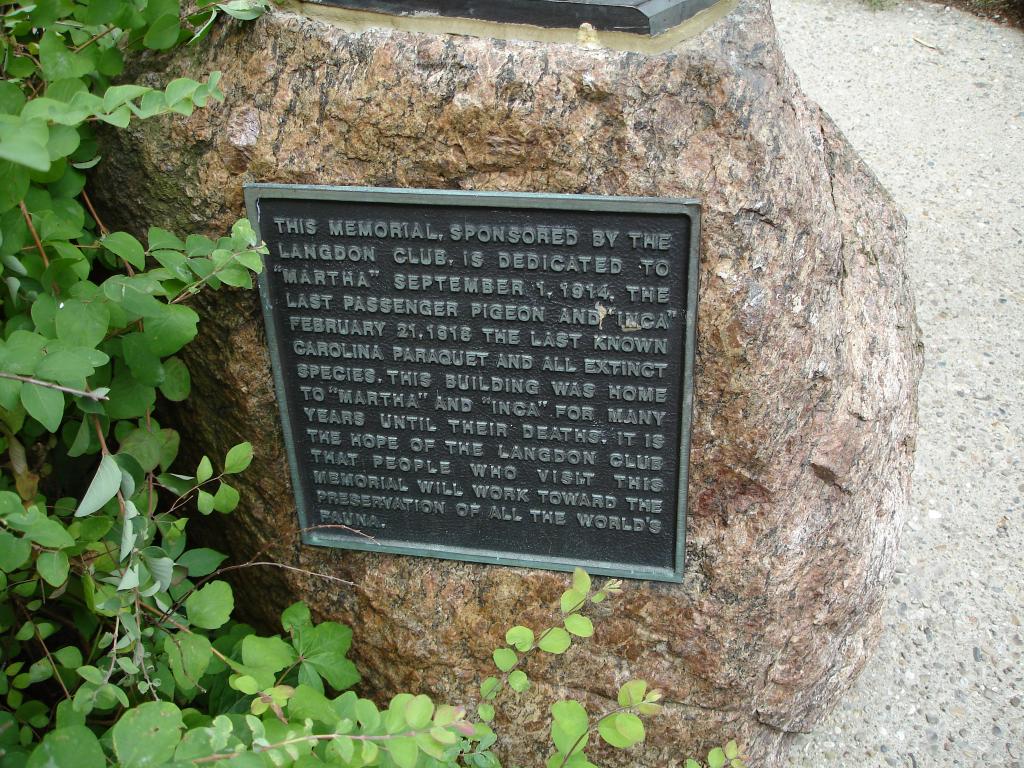 THIS MEMORIAL, SPONSORED BY THE
LANGDON CLUB, IS DEDICATED TO
"MARTHA" SEPTEMBER 1, 1914, THE
LAST PASSENGER PIGEON AND "INCA"
FEBRUARY 21, 1918 THE LAST KNOWN
CAROLINA PARAQUET AND ALL EXTINCT
SPECIES. THIS BUILDING WAS HOME
TO "MARTHA" AND "INCA" FOR MANY
YEARS UNTIL THEIR DEATHS. IT IS
THE HOPE OF THE LANGDON CLUB
THAT PEOPLE WHO VISIT THIS
MEMORIAL WILL WORK TOWARD THE
PRESERVATION OF ALL THE WORLD'S
FAUNA.